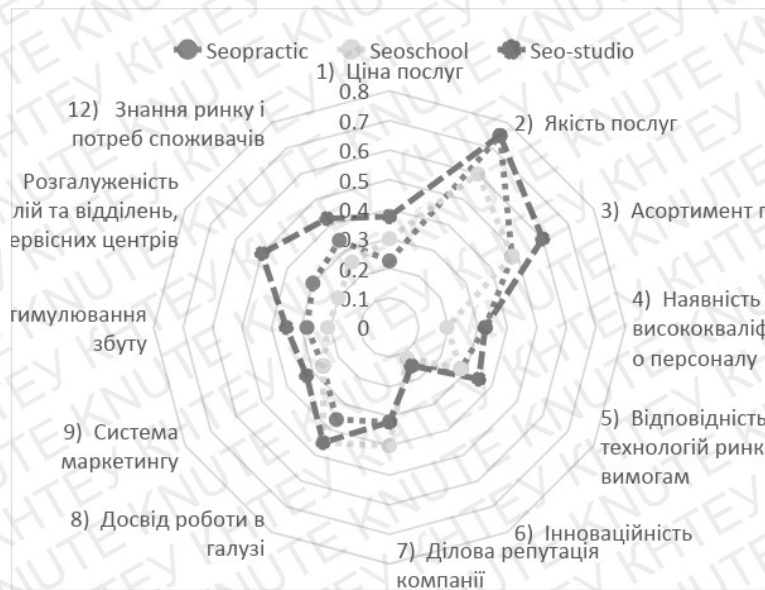 Seopractic
Seoschool
Seo-studio
1) Ціна послуг
2) Якість послуг
3) Асортимент п
4) Наявність
висококваліф
о персоналу
5) Відповідність
технологій ринк
вимогам
6) Інноваційність
7) Ділова репутація
компанії
8) Досвід роботи в
галузі
9) Система
маркетингу
тимулювання
збуту
Розгалуженість
лій та відділень,
ервісних центрів
12) Знання ринку і
потреб споживачів
0.8
0.7
0.6
0.5
0.4
0.3
0.2
0.1
0
КНТЕУ KNUTE